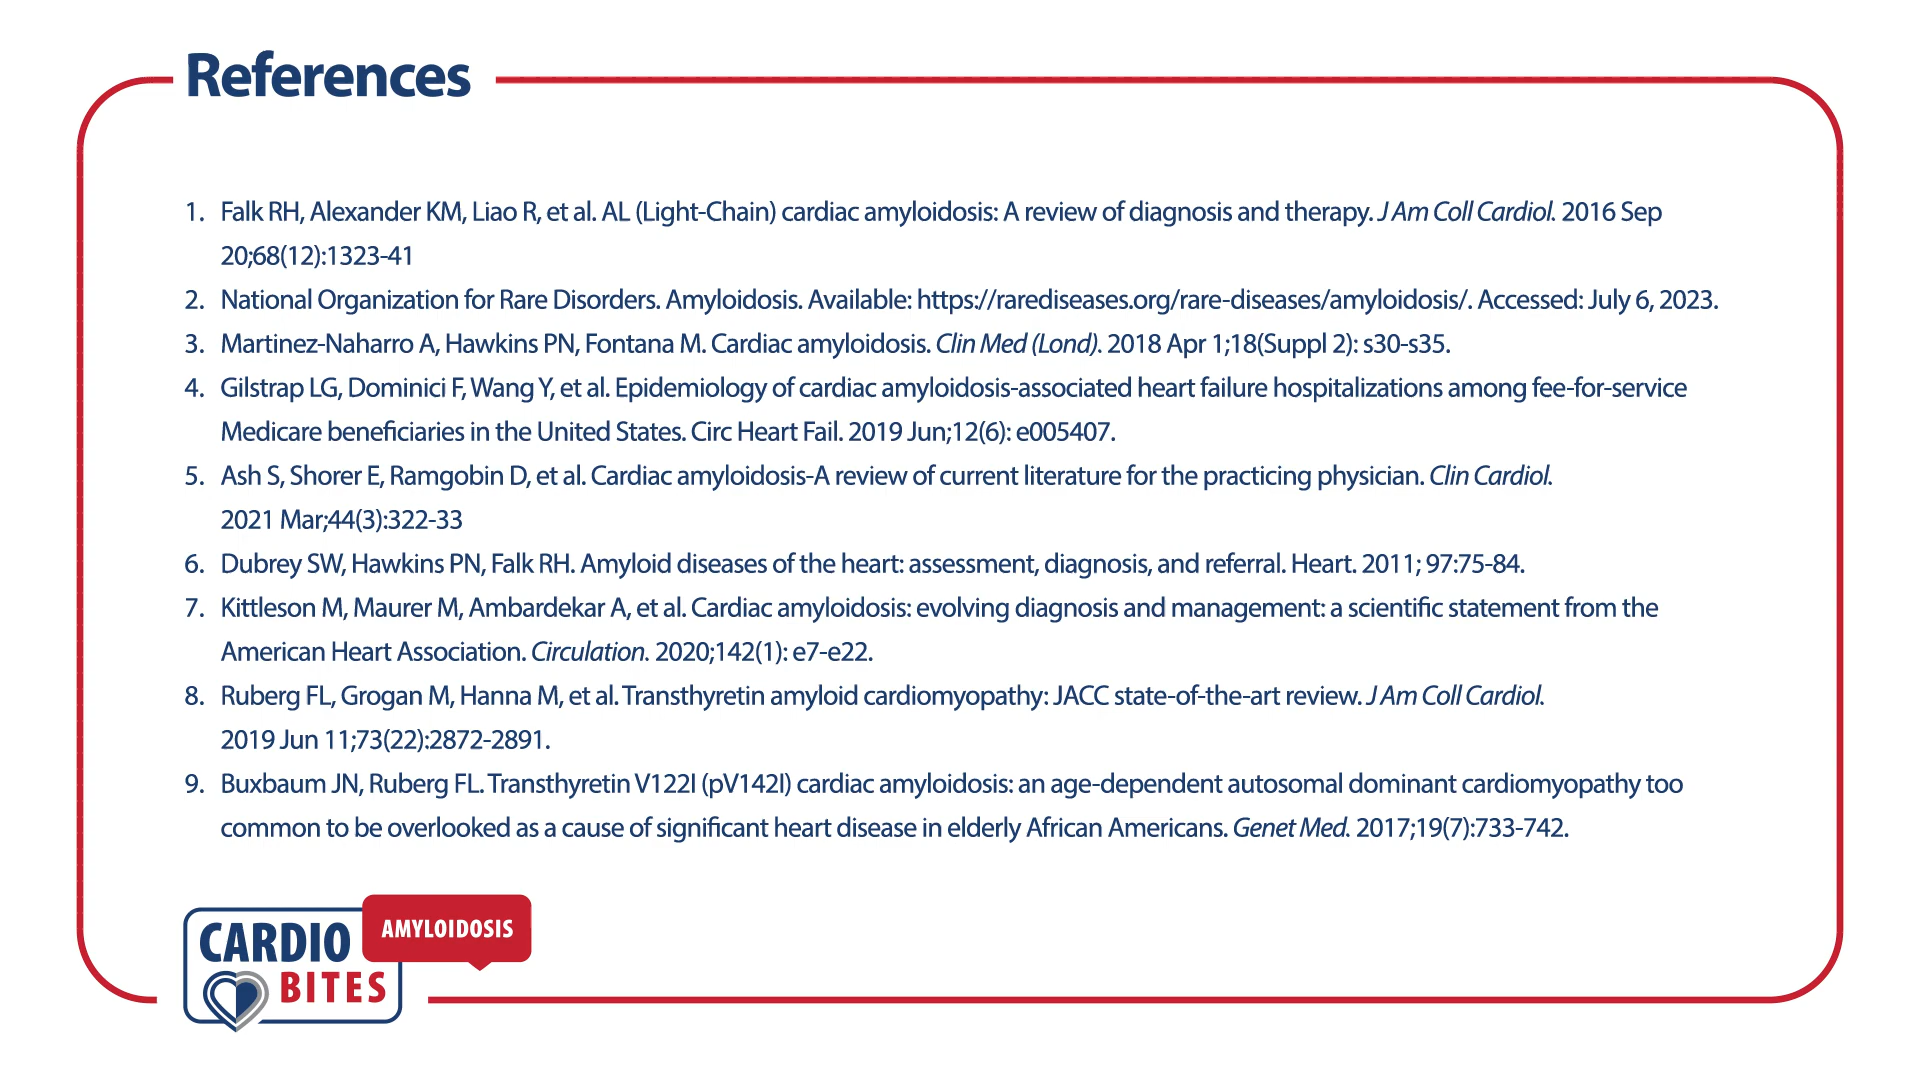 References
1. Falk RH, Alexander KM, Liao R, et al. AL (Light-Chain) cardiac amyloidosis: A review of diagnosis and therapy. J Am Coll Cardiol. 2016 Sep
20;68(12):1323-41
2. National Organization for Rare Disorders. Amyloidosis. Available: https://rarediseases.org/rare-diseases/amyloidosis/. Accessed: July 6, 2023.
3. Martinez-Naharro A, Hawkins PN, Fontana M. Cardiac amyloidosis. Clin Med (Lond). 2018 Apr 1;18(Suppl 2): s30-s35.
4. Gilstrap LG, Dominici F, Wang Y, et al. Epidemiology of cardiac amyloidosis-associated heart failure hospitalizations among fee-for-service
Medicare beneficiaries in the United States. Circ Heart Fail. 2019 Jun;12(6): e005407.
5. Ash S, Shorer E, Ramgobin D, et al. Cardiac amyloidosis-A review of current literature for the practicing physician. Clin Cardiol.
2021 Mar;44(3):322-33
6. Dubrey SW, Hawkins PN, Falk RH. Amyloid diseases of the heart: assessment, diagnosis, and referral. Heart. 2011; 97:75-84.
7. Kittleson M, Maurer M, Ambardekar A, et al. Cardiac amyloidosis: evolving diagnosis and management: a scientific statement from the
American Heart Association. Circulation. 2020;142(1): e7-e22.
8. Ruberg FL, Grogan M, Hanna M, et al. Transthyretin amyloid cardiomyopathy: JACC state-of-the-art review. J Am Coll Cardiol.
2019 Jun 11;73(22):2872-2891.
9. Buxbaum JN, Ruberg FL. Transthyretin V122I (pV142I) cardiac amyloidosis: an age-dependent autosomal dominant cardiomyopathy too
common to be overlooked as a cause of significant heart disease in elderly African Americans. Genet Med. 2017;19(7):733-742.
AMYLOIDOSIS
CARDIO
BITES